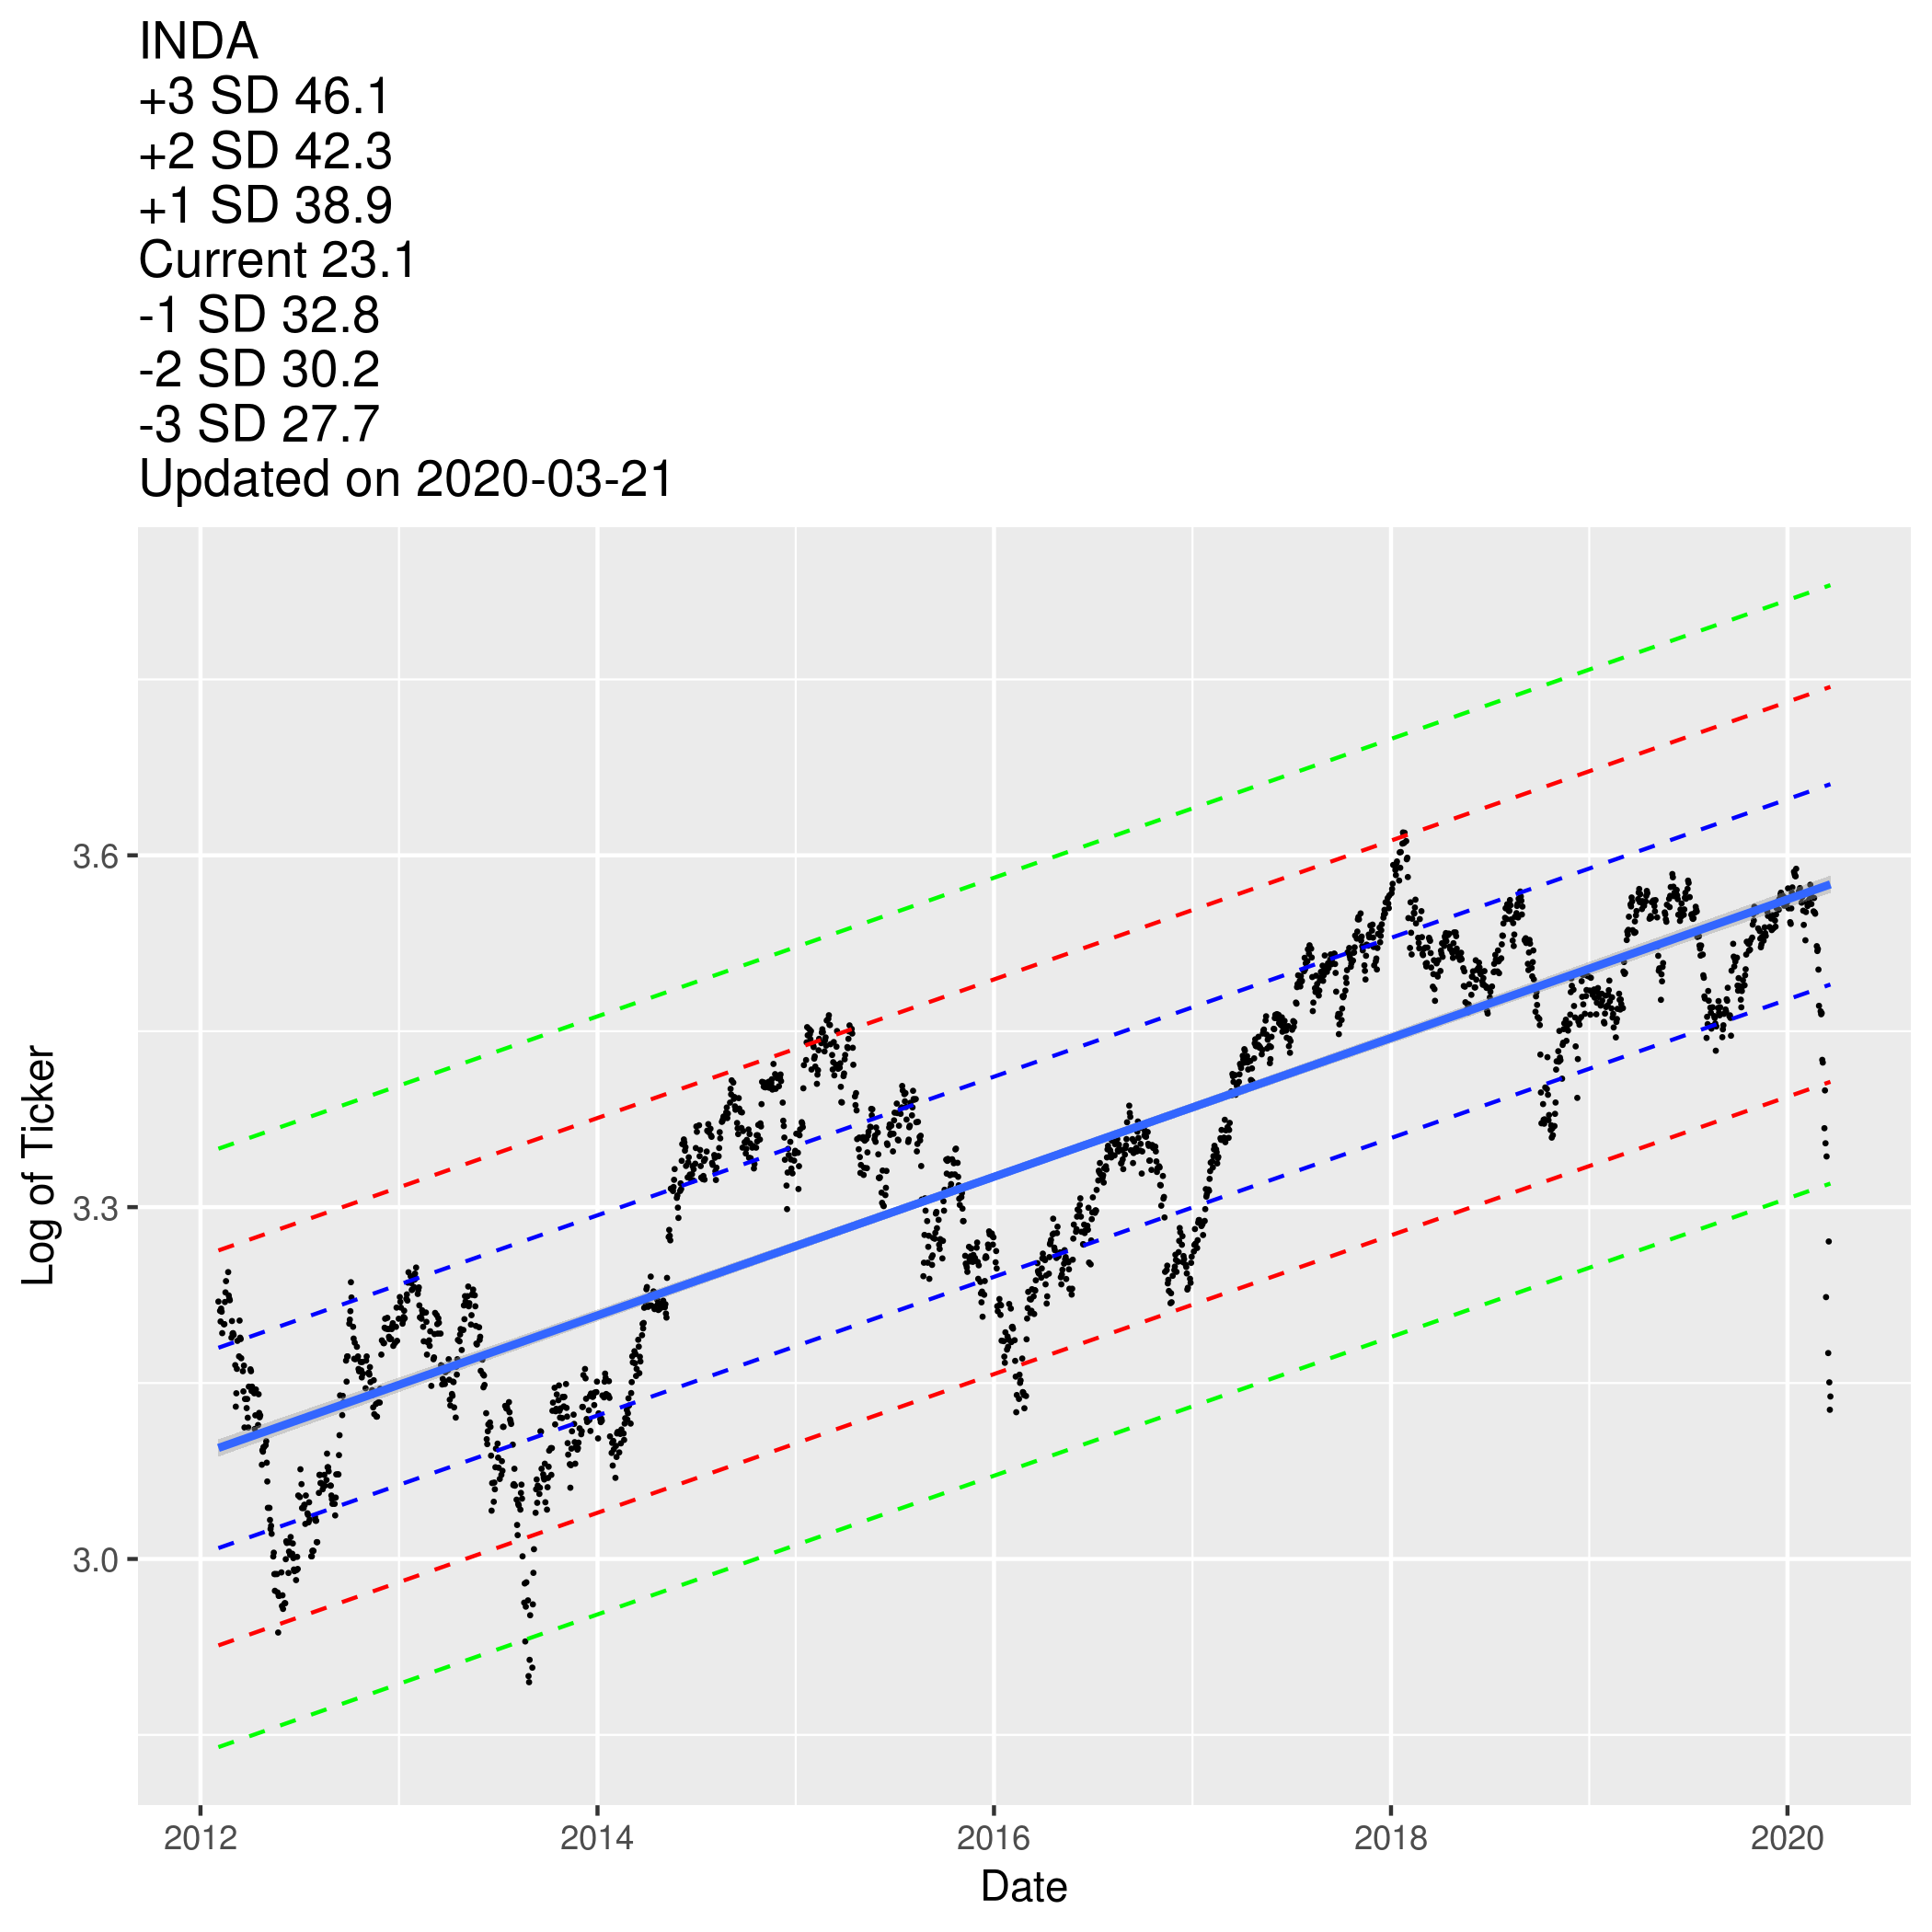 INDA
+3 SD 46.1
+2 SD 42.3
+1 SD 38.9
Current 23.1
-1 SD 32.8
-2 SD 30.2
-3 SD 27.7
Updated on 2020-03-21
3.6
3.3
3.0
Log of Ticker
2012 2014 2016 2018 2020
Date